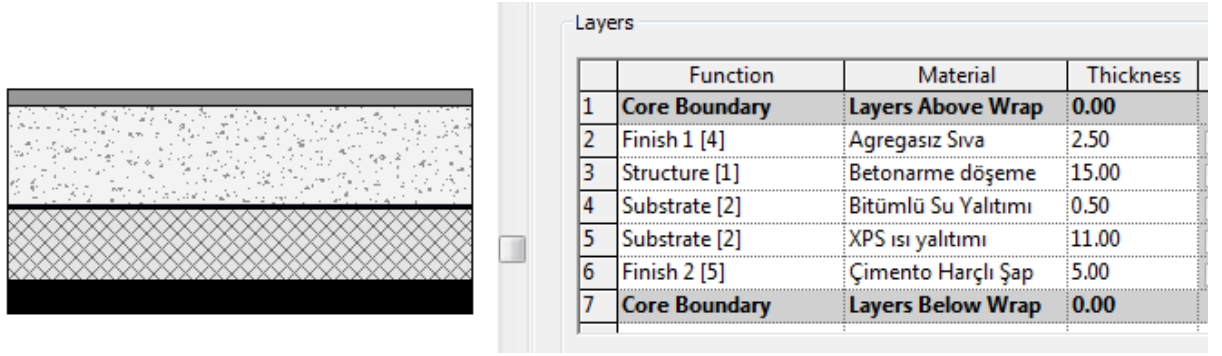 Layers
Function Material Thickness
1 Core Boundary Layers Above Wrap 0.00
2 Finish 1 [4] Agregasız Sıva 2.50
3 Structure [1] Betonarme döşeme 15.00
4 Substrate [2] Bitümlü Su Yalıtımı 0.50
5 Substrate [2] XPS ısı yalıtımı 11.00
6 Finish 2 [5] Çimento Harçlı Şap 5.00
7 Core Boundary Layers Below Wrap 0.00